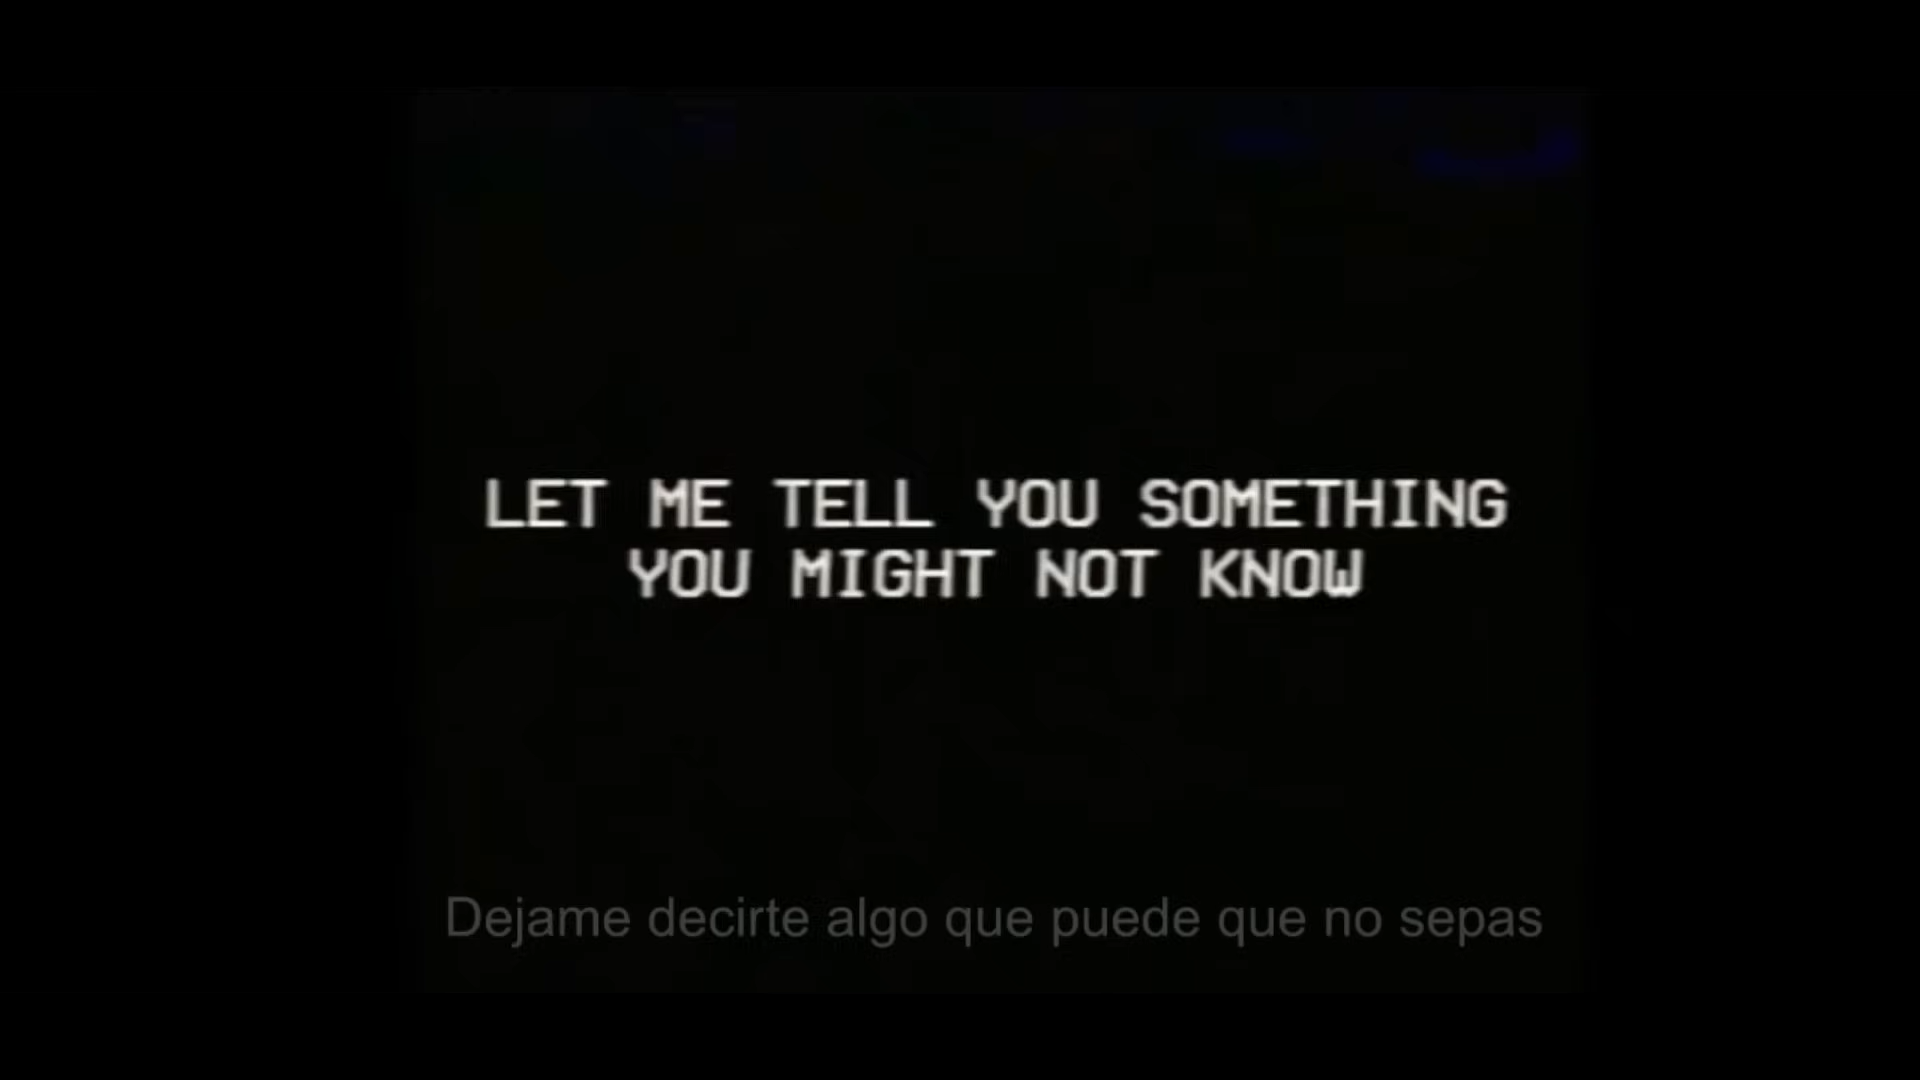 LET ME TELL YOU SOMETHING
YOU MIGHT NOT KNOW
Dejame decirte algo que puede que no sepas